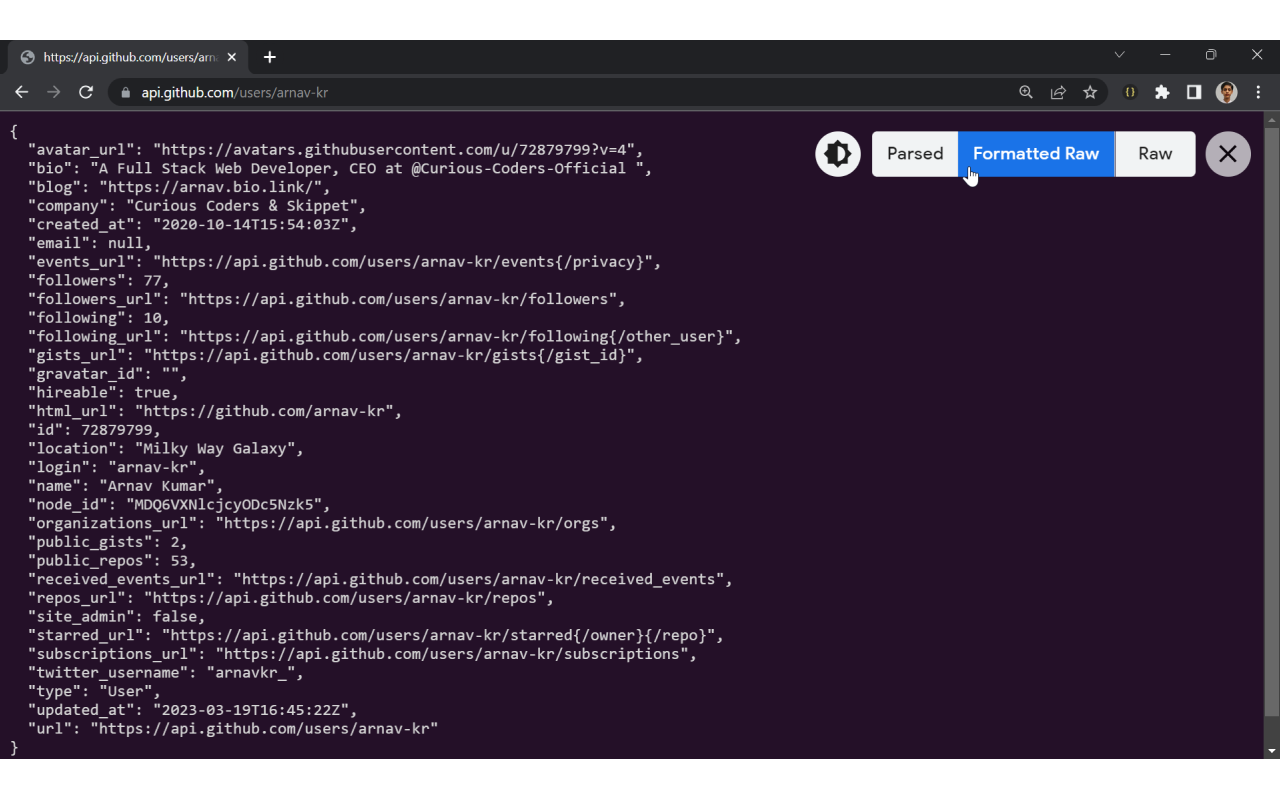 https://api.github.com/users/arn
api.github.com/users/arnav-kr
Parsed
Formatted Raw
Raw
{
"avatar_url": "https://avatars.githubusercontent.com/u/72879799?v=4",
"bio": "A Full Stack Web Developer, CEO at @Curious-Coders-Official ",
"blog": "https://arnav.bio.link/",
"company": "Curious Coders & Skippet",
"created_at": "2020-10-14T15:54:03Z",
"email": null,
"events_url": "https://api.github.com/users/arnav-kr/events{/privacy}",
"followers": 77,
"followers_url": "https://api.github.com/users/arnav-kr/followers",
"following": 10,
"following_url": "https://api.github.com/users/arnav-kr/following{/other_user}",
"gists_url": "https://api.github.com/users/arnav-kr/gists{/gist_id}",
"gravatar_id": "",
"hireable": true,
"html_url": "https://github.com/arnav-kr",
"id": 72879799,
"location": "Milky Way Galaxy",
"login": "arnav-kr",
"name": "Arnav Kumar",
"node_id": "MDQ6VXNlcjcyODc5Nzk5",
"organizations_url": "https://api.github.com/users/arnav-kr/orgs",
"public_gists": 2,
"public_repos": 53,
"received_events_url": "https://api.github.com/users/arnav-kr/received_events",
"repos_url": "https://api.github.com/users/arnav-kr/repos",
"site_admin": false,
"starred_url": "https://api.github.com/users/arnav-kr/starred{/owner}{/repo}",
"subscriptions_url": "https://api.github.com/users/arnav-kr/subscriptions",
"twitter_username": "arnavkr_",
"type": "User",
"updated_at": "2023-03-19T16:45:22Z",
"url": "https://api.github.com/users/arnav-kr"
}